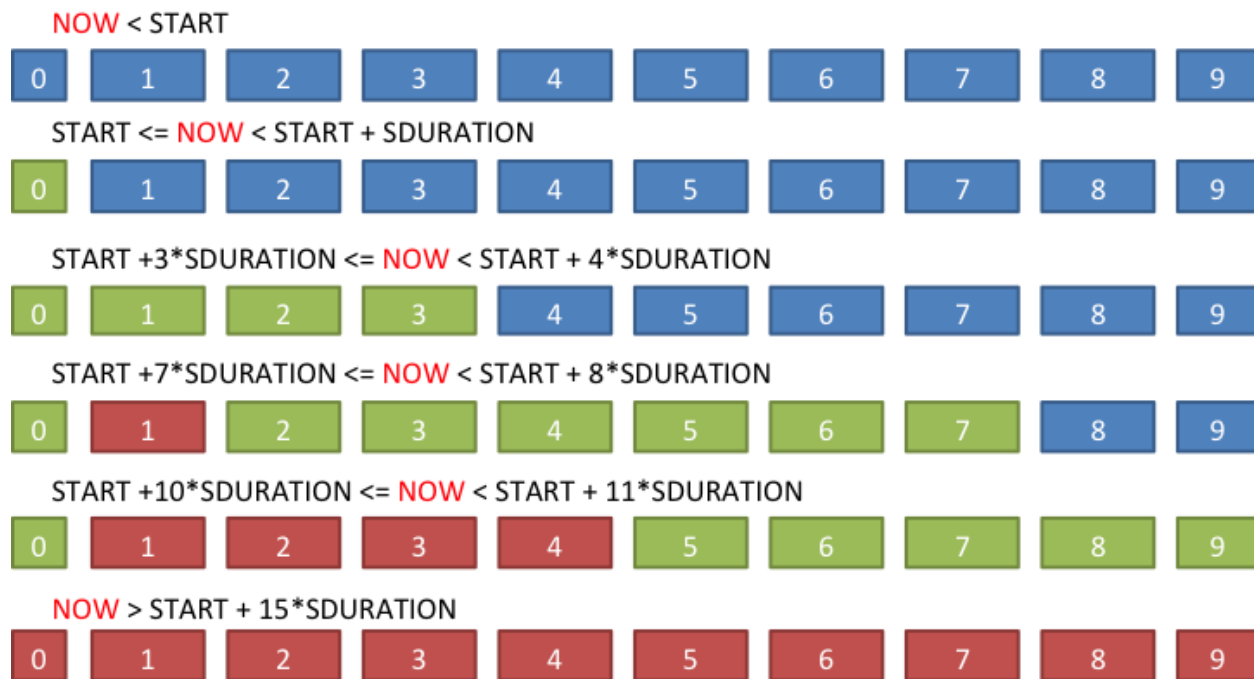 NOW < START
0 1 2 3 4 5 6 7 8 9
START <= NOW < START + SDURATION
0 1 2 3 4 5 6 7 8 9
START +3*SDURATION <= NOW < START + 4*SDURATION
0 1 2 3 4 5 6 7 8 9
START +7*SDURATION <= NOW < START + 8*SDURATION
0 1 2 3 4 5 6 7 8 9
START +10*SDURATION <= NOW < START + 11*SDURATION
0 1 2 3 4 5 6 7 8 9
NOW > START + 15*SDURATION
0 1 2 3 4 5 6 7 8 9